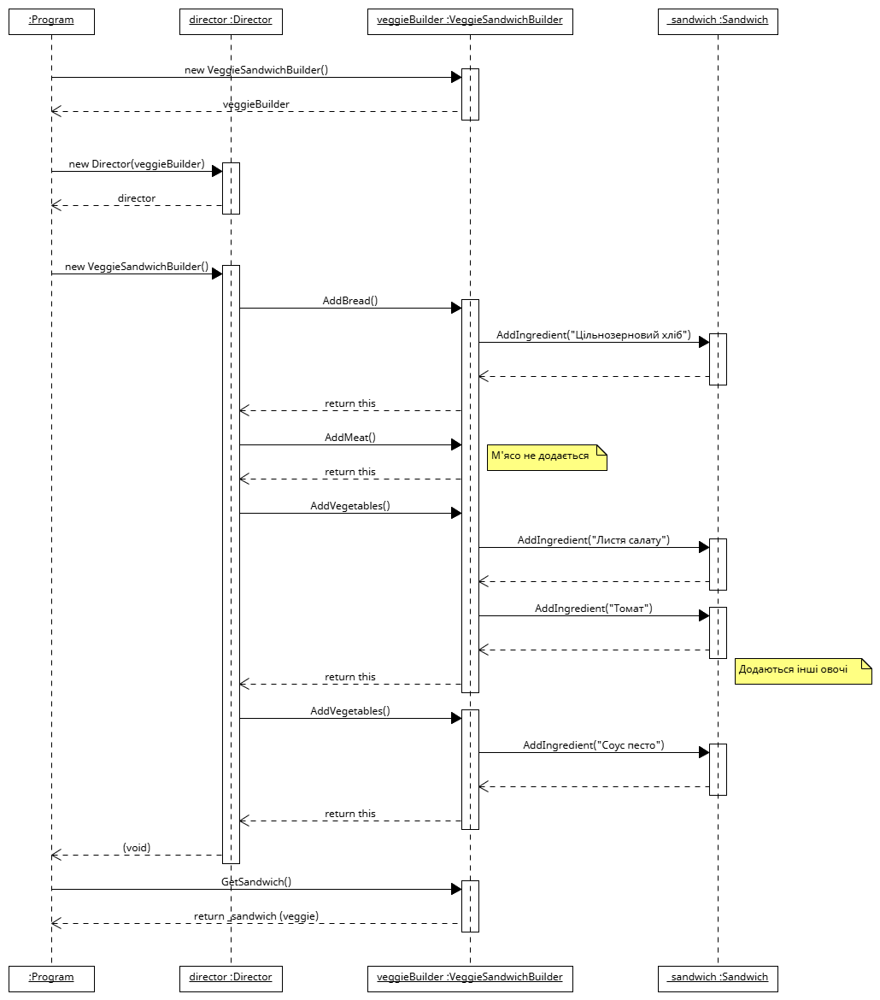 :Program
director :Director
veggieBuilder :VeggieSandwichBuilder
_sandwich :Sandwich
new VeggieSandwichBuilder()
veggieBuilder
new Director(veggieBuilder)
director
new VeggieSandwichBuilder()
AddBread()
AddIngredient("Цільнозерновий хліб")
return this
AddMeat()
М'ясо не додається
return this
AddVegetables()
AddIngredient("Листя салату")
AddIngredient("Томат")
Додаються інші овочі
return this
AddVegetables()
AddIngredient("Соус песто")
return this
(void)
GetSandwich()
return _sandwich (veggie)
:Program
director :Director
veggieBuilder :VeggieSandwichBuilder
_sandwich :Sandwich